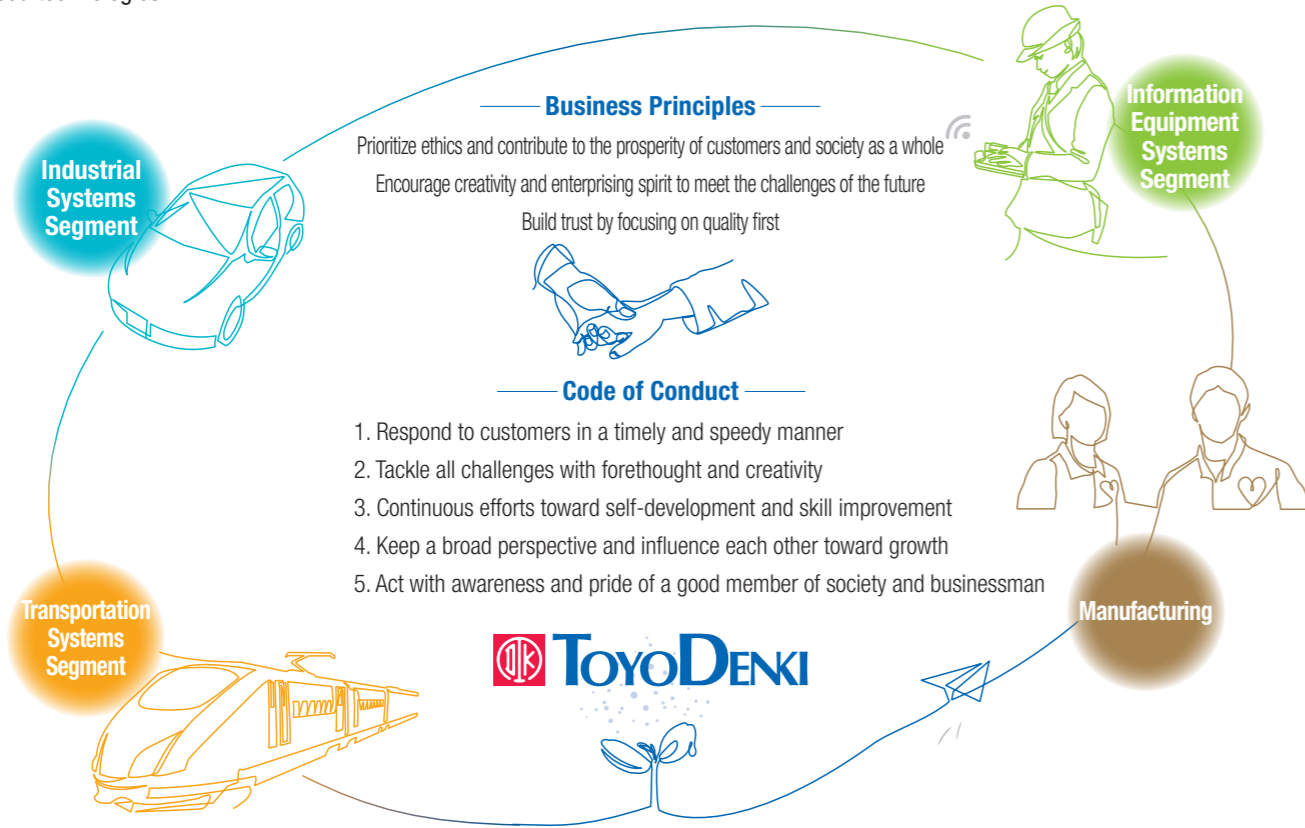 Business Principles
Prioritize ethics and contribute to the prosperity of customers and society as a whole
Encourage creativity and enterprising spirit to meet the challenges of the future
Build trust by focusing on quality first
Information
Equipment
Systems
Segment
Industrial
Systems
Segment
Code of Conduct
1. Respond to customers in a timely and speedy manner
2. Tackle all challenges with forethought and creativity
3. Continuous efforts toward self-development and skill improvement
4. Keep a broad perspective and influence each other toward growth
5. Act with awareness and pride of a good member of society and businessman
Transportation
Systems
Segment
Manufacturing
TOYO DENKI